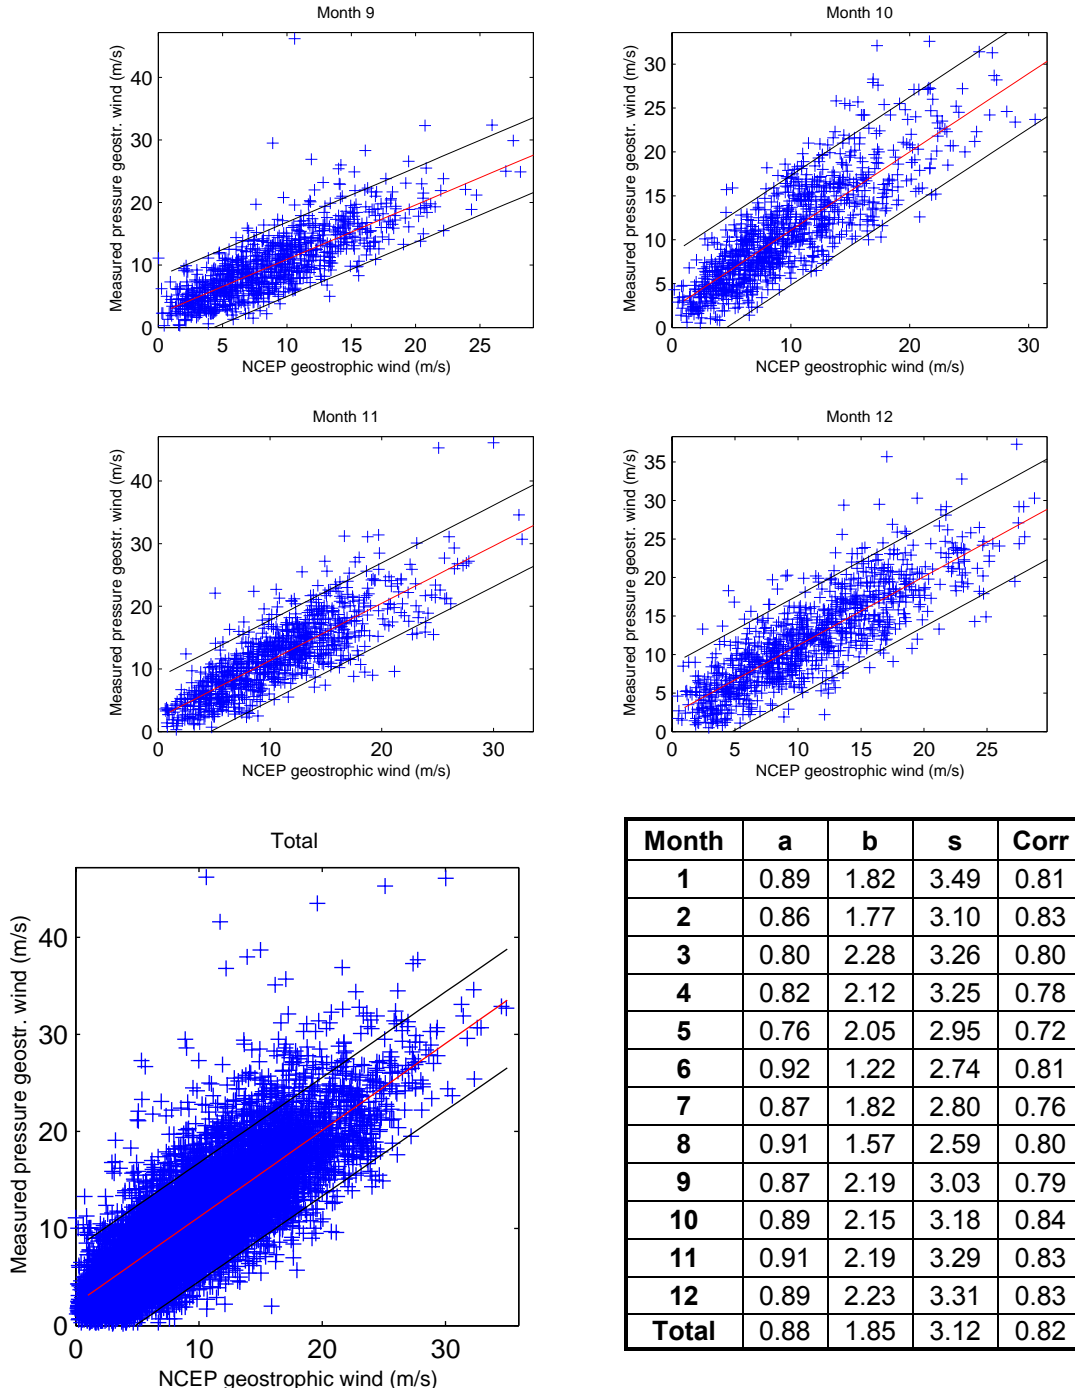 Month 9
Measured pressure geostr. wind (m/s)
40
30
20
10
0
0 5 10 15 20 25
NCEP geostrophic wind (m/s)
Month 10
Measured pressure geostr. wind (m/s)
30
25
20
15
10
5
0
0 10 20 30
NCEP geostrophic wind (m/s)
Month 11
Measured pressure geostr. wind (m/s)
40
30
20
10
0
0 10 20 30
NCEP geostrophic wind (m/s)
Month 12
Measured pressure geostr. wind (m/s)
35
30
25
20
15
10
5
0
0 5 10 15 20 25
NCEP geostrophic wind (m/s)
Total
Measured pressure geostr. wind (m/s)
40
30
20
10
0
0 10 20 30
NCEP geostrophic wind (m/s)
Month a b s Corr
1 0.89 1.82 3.49 0.81
2 0.86 1.77 3.10 0.83
3 0.80 2.28 3.26 0.80
4 0.82 2.12 3.25 0.78
5 0.76 2.05 2.95 0.72
6 0.92 1.22 2.74 0.81
7 0.87 1.82 2.80 0.76
8 0.91 1.57 2.59 0.80
9 0.87 2.19 3.03 0.79
10 0.89 2.15 3.18 0.84
11 0.91 2.19 3.29 0.83
12 0.89 2.23 3.31 0.83
Total 0.88 1.85 3.12 0.82